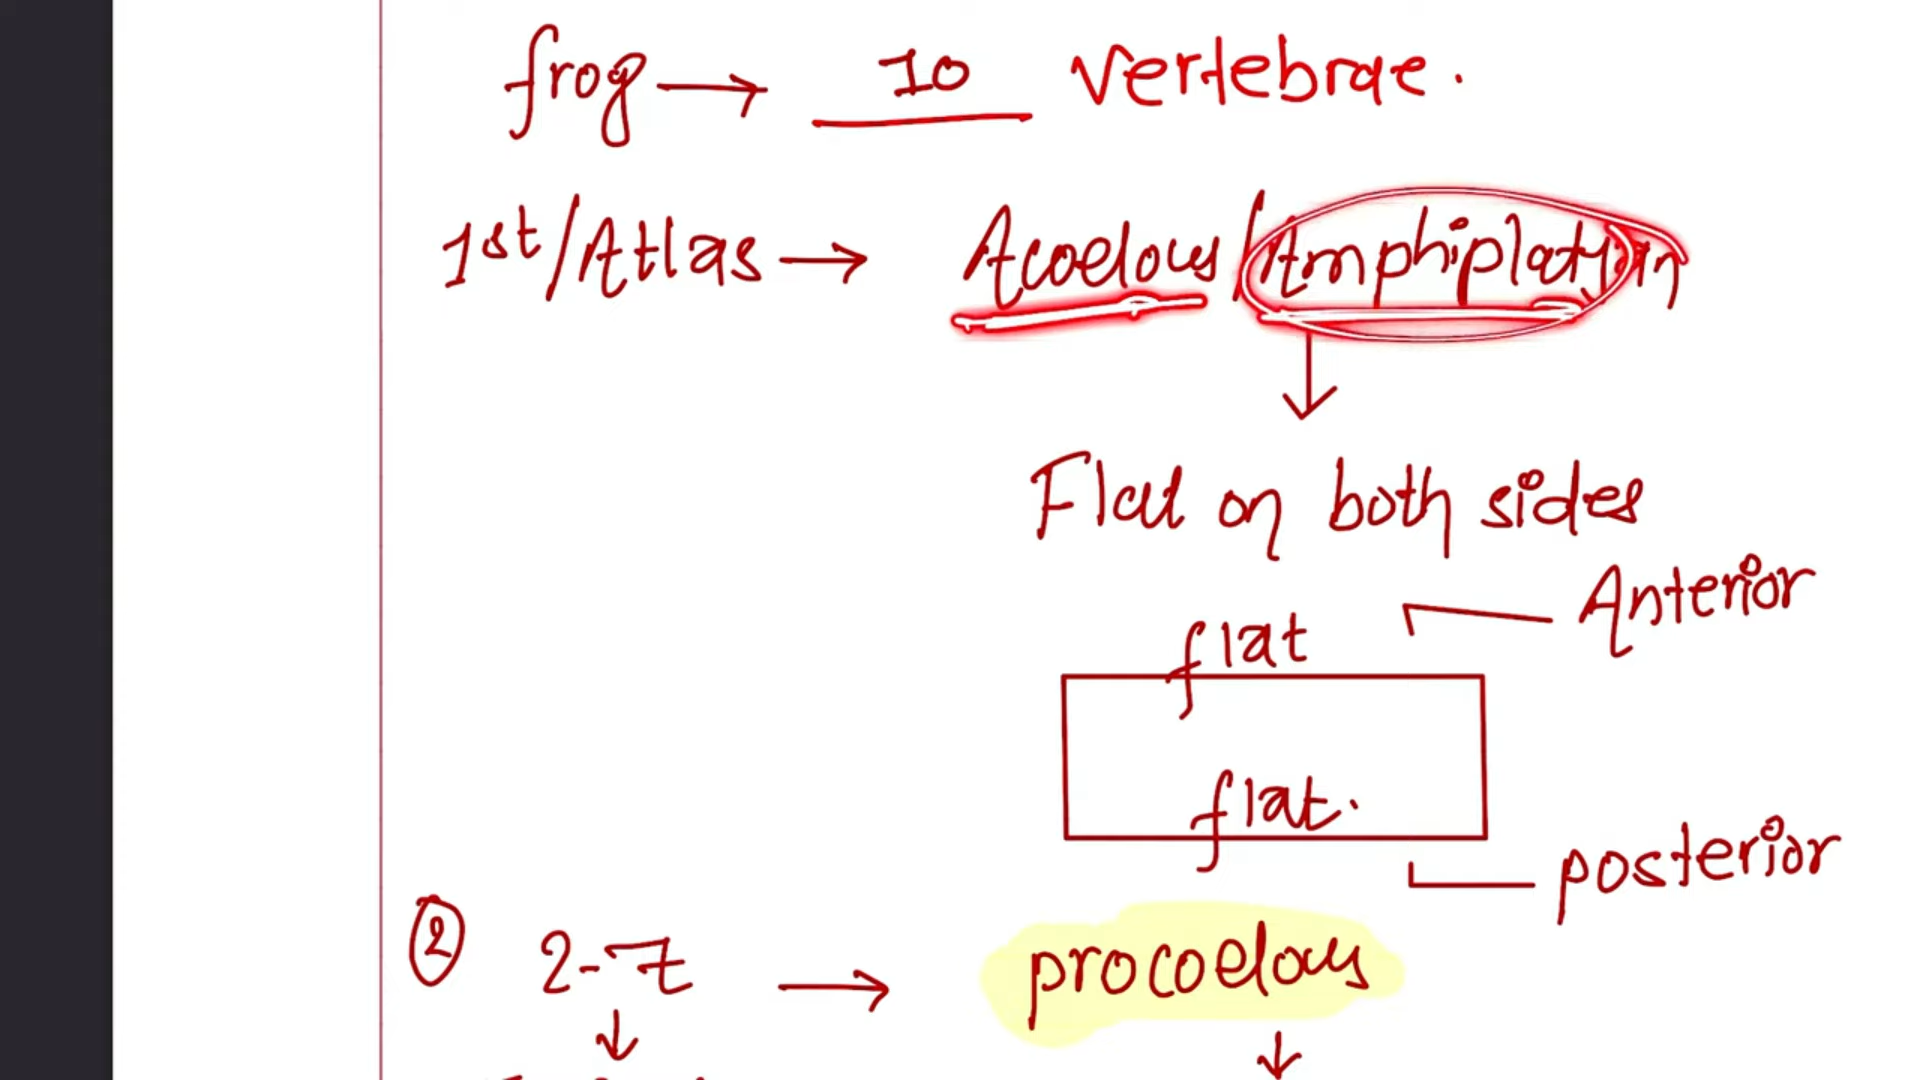 frog → 10 vertebrae.
1st/Atlas → Acoelous/Amphiplatyan
Flat on both sides
Anterior
flat
flat.
posterior
② 2-7 → procoelous